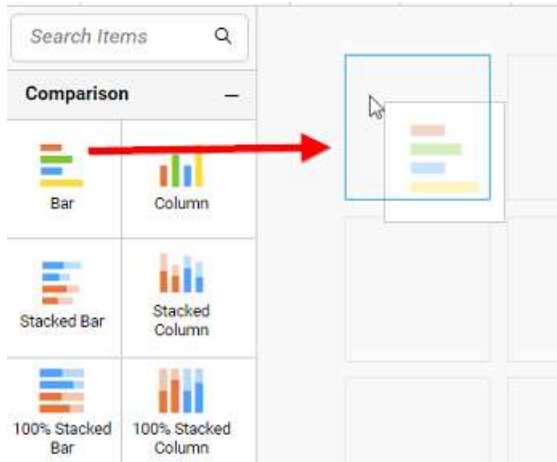 Search Items
Comparison
Bar
Column
Stacked Bar
Stacked
Column
100% Stacked
Bar
100% Stacked
Column